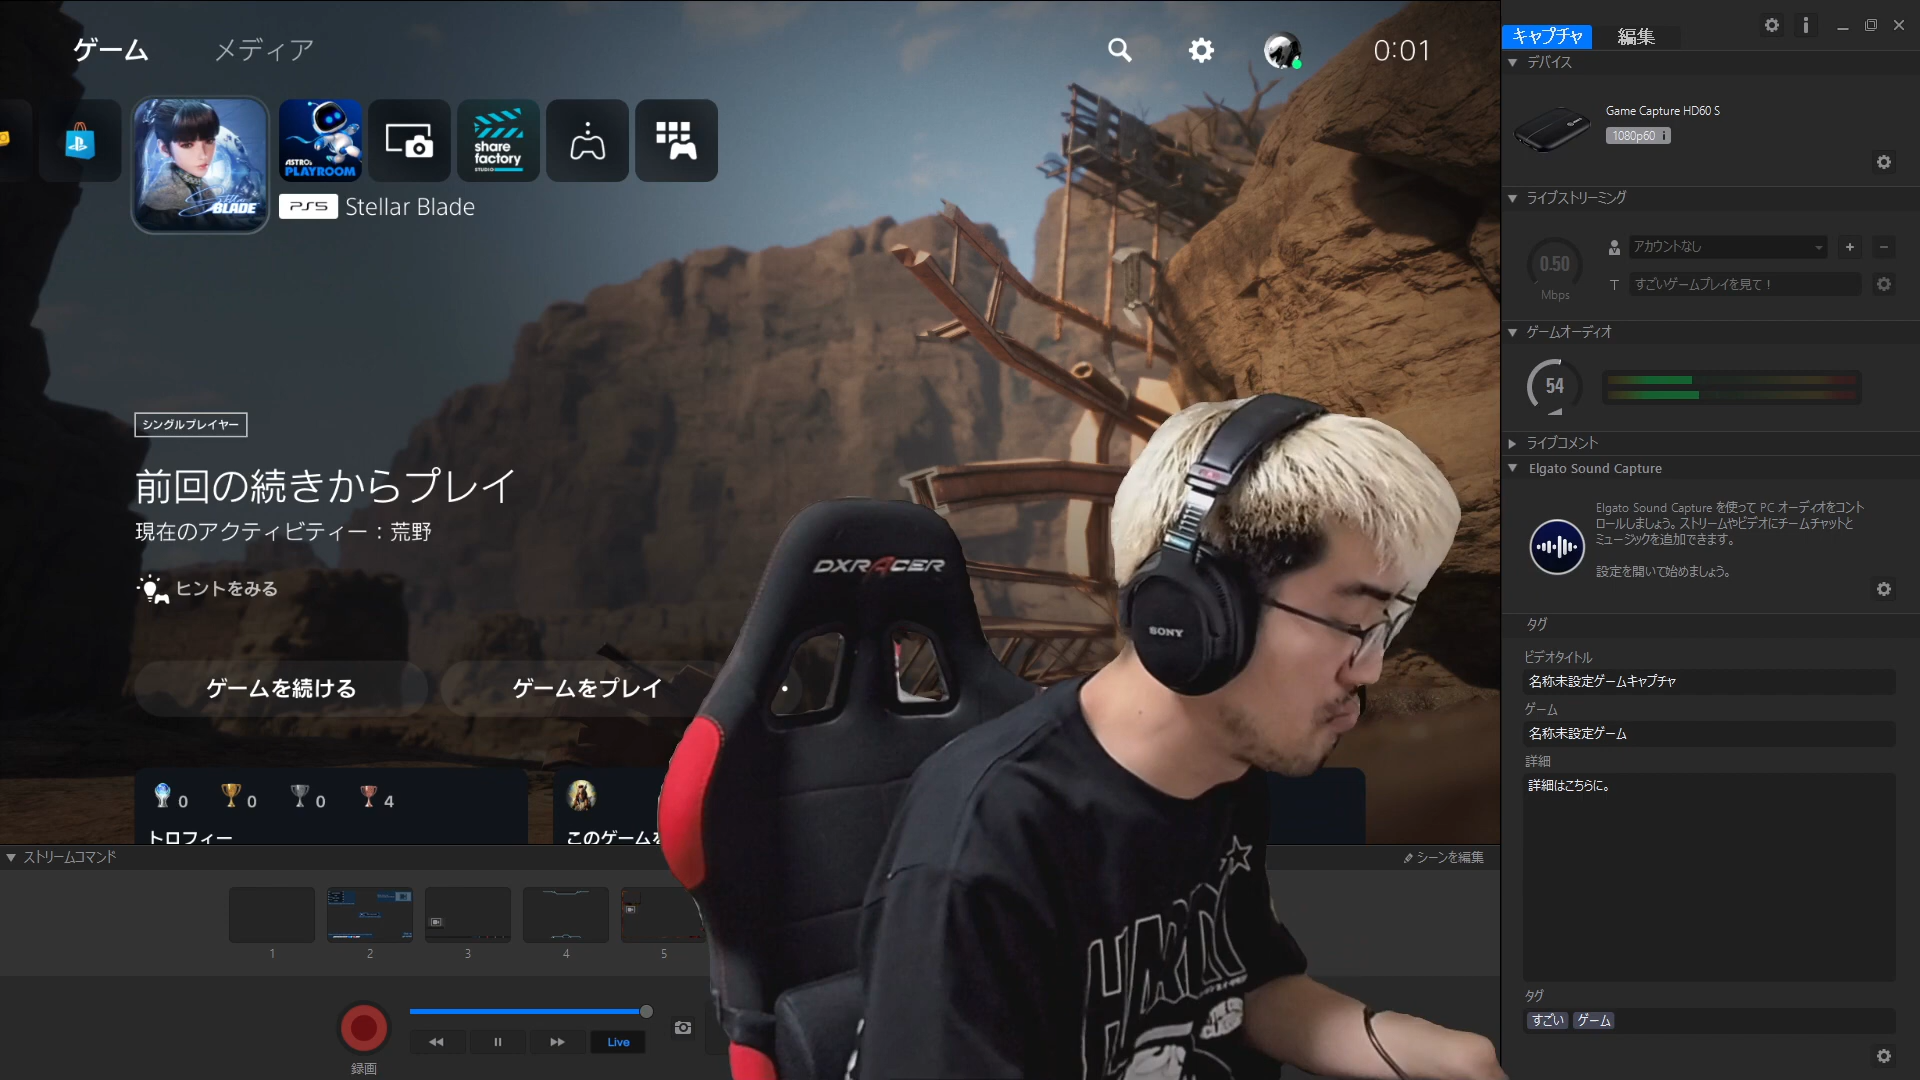 ゲーム
メディア
0:01
Stellar BLADE
ASTRO's PLAYROOM
share factory STUDIO
PS5 Stellar Blade
シングルプレイヤー
前回の続きからプレイ
現在のアクティビティー：荒野
ヒントをみる
ゲームを続ける
ゲームをプレイ
0
0
0
4
トロフィー
このゲームを
DXRACER
SONY
ストリームコマンド
シーンを編集
1
2
3
4
5
Live
録画
キャプチャ
編集
デバイス
Game Capture HD60 S
1080p60 i
ライブストリーミング
0.50
Mbps
アカウントなし
T すごいゲームプレイを見て！
ゲームオーディオ
54
ライブコメント
Elgato Sound Capture
Elgato Sound Capture を使って PC オーディオをコント
ロールしましょう。ストリームやビデオにチームチャットと
ミュージックを追加できます。
設定を開いて始めましょう。
タグ
ビデオタイトル
名称未設定ゲームキャプチャ
ゲーム
名称未設定ゲーム
詳細
詳細はこちらに。
タグ
すごい ゲーム